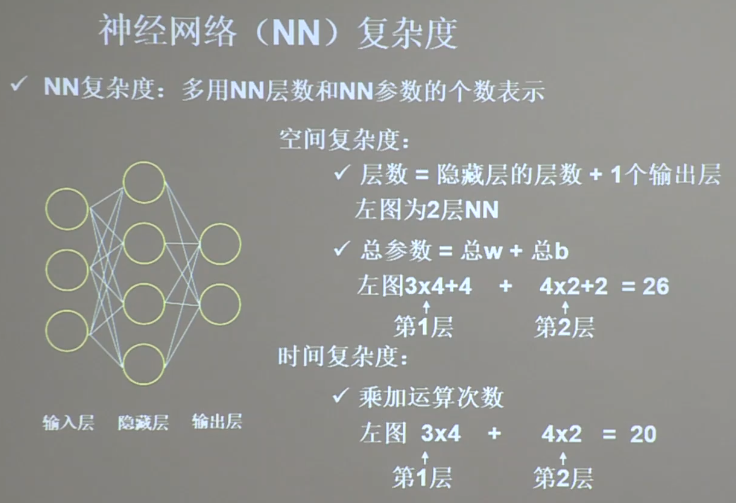 神经网络（NN）复杂度
✓ NN复杂度：多用NN层数和NN参数的个数表示
空间复杂度：
✓ 层数 = 隐藏层的层数 + 1个输出层
左图为2层NN
✓ 总参数 = 总w + 总b
左图3x4+4 + 4x2+2 = 26
第1层 第2层
时间复杂度：
✓ 乘加运算次数
左图 3x4 + 4x2 = 20
第1层 第2层
输入层 隐藏层 输出层